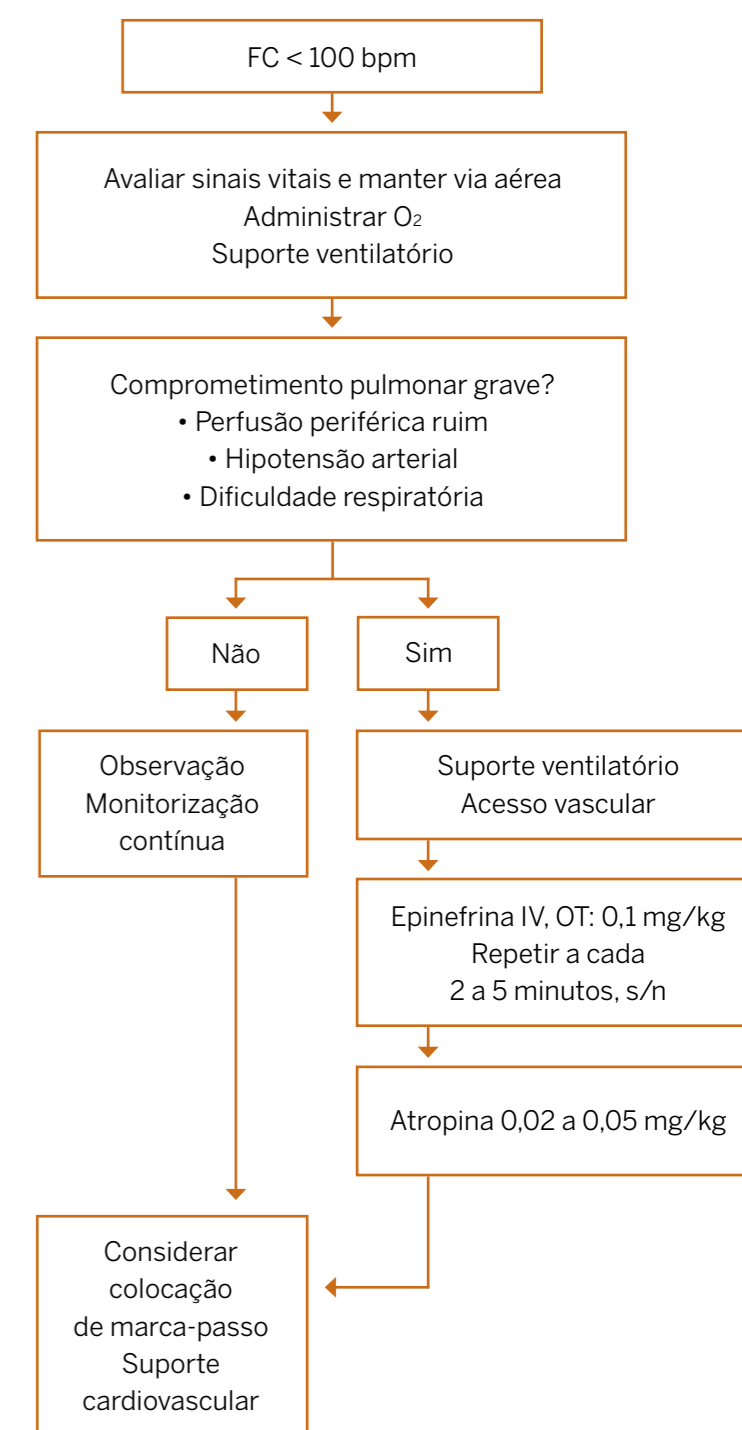 FC < 100 bpm
Avaliar sinais vitais e manter via aérea
Administrar O₂
Suporte ventilatório
Comprometimento pulmonar grave?
• Perfusão periférica ruim
• Hipotensão arterial
• Dificuldade respiratória
Não
Sim
Observação
Monitorização
contínua
Suporte ventilatório
Acesso vascular
Epinefrina IV, OT: 0,1 mg/kg
Repetir a cada
2 a 5 minutos, s/n
Atropina 0,02 a 0,05 mg/kg
Considerar
colocação
de marca-passo
Suporte
cardiovascular